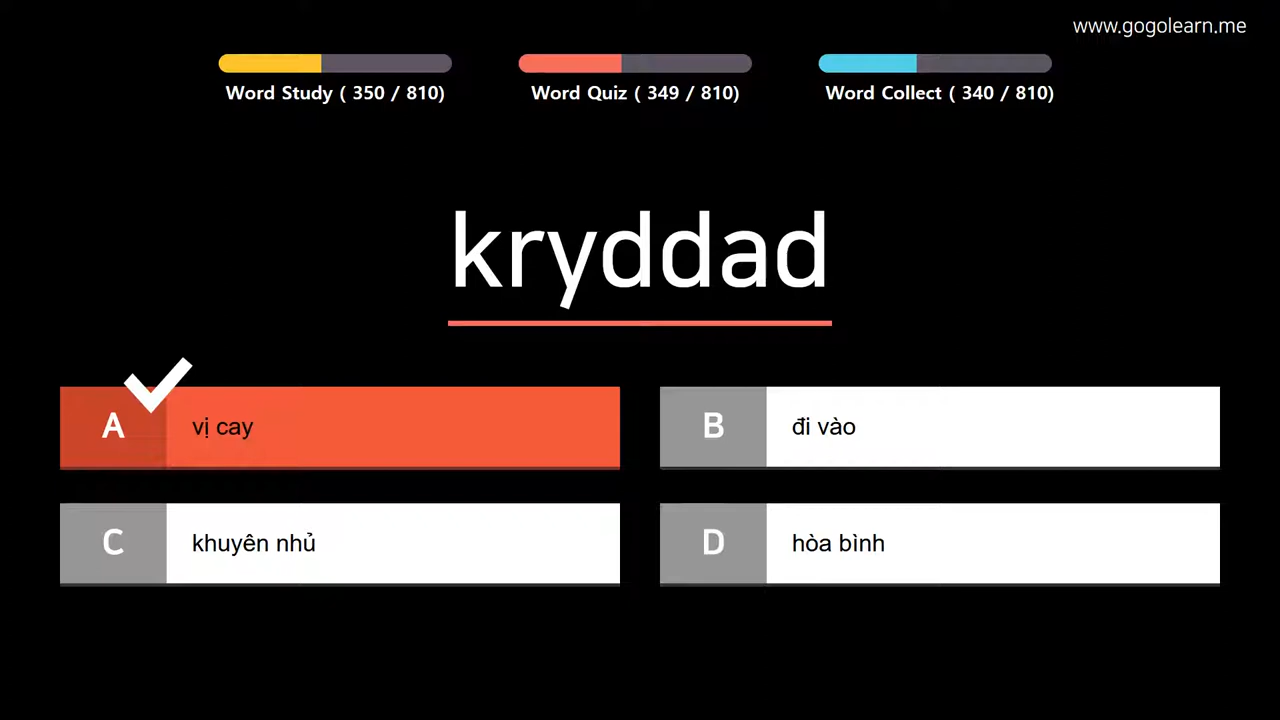 www.gogolearn.me
Word Study ( 350 / 810)
Word Quiz ( 349 / 810)
Word Collect ( 340 / 810)
kryddad
A vị cay
B đi vào
C khuyên nhủ
D hòa bình